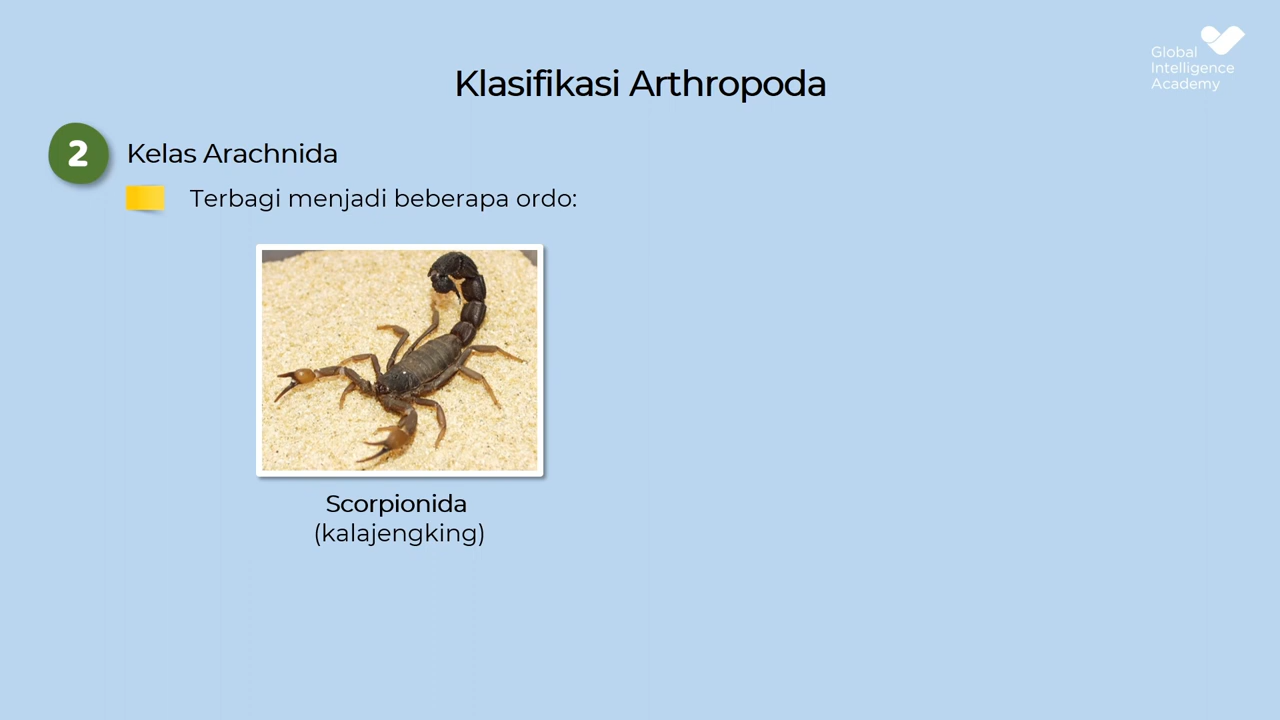 Global
Intelligence
Academy
Klasifikasi Arthropoda
2
Kelas Arachnida
Terbagi menjadi beberapa ordo:
Scorpionida
(kalajengking)